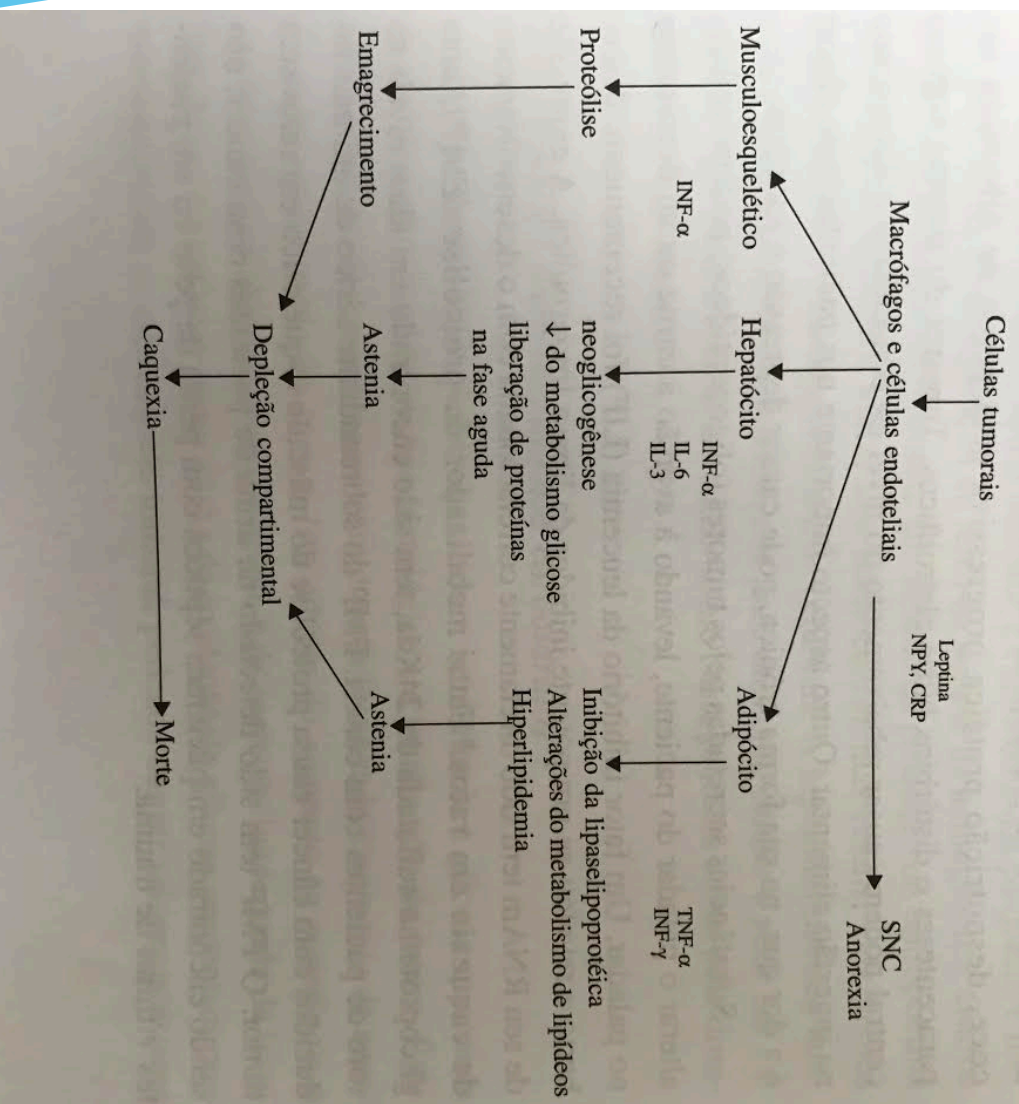 Células tumorais
Leptina
NPY, CRP
Macrófagos e células endoteliais
SNC
Anorexia
Musculoesquelético
Hepatócito
Adipócito
INF-α
INF-α
IL-6
IL-3
TNF-α
INF-γ
Proteólise
neoglicogênese
↓ do metabolismo glicose
liberação de proteínas
na fase aguda
Inibição da lipaselipoprotéica
Alterações do metabolismo de lipídeos
Hiperlipidemia
Emagrecimento
Astenia
Astenia
Depleção compartimental
Caquexia
Morte